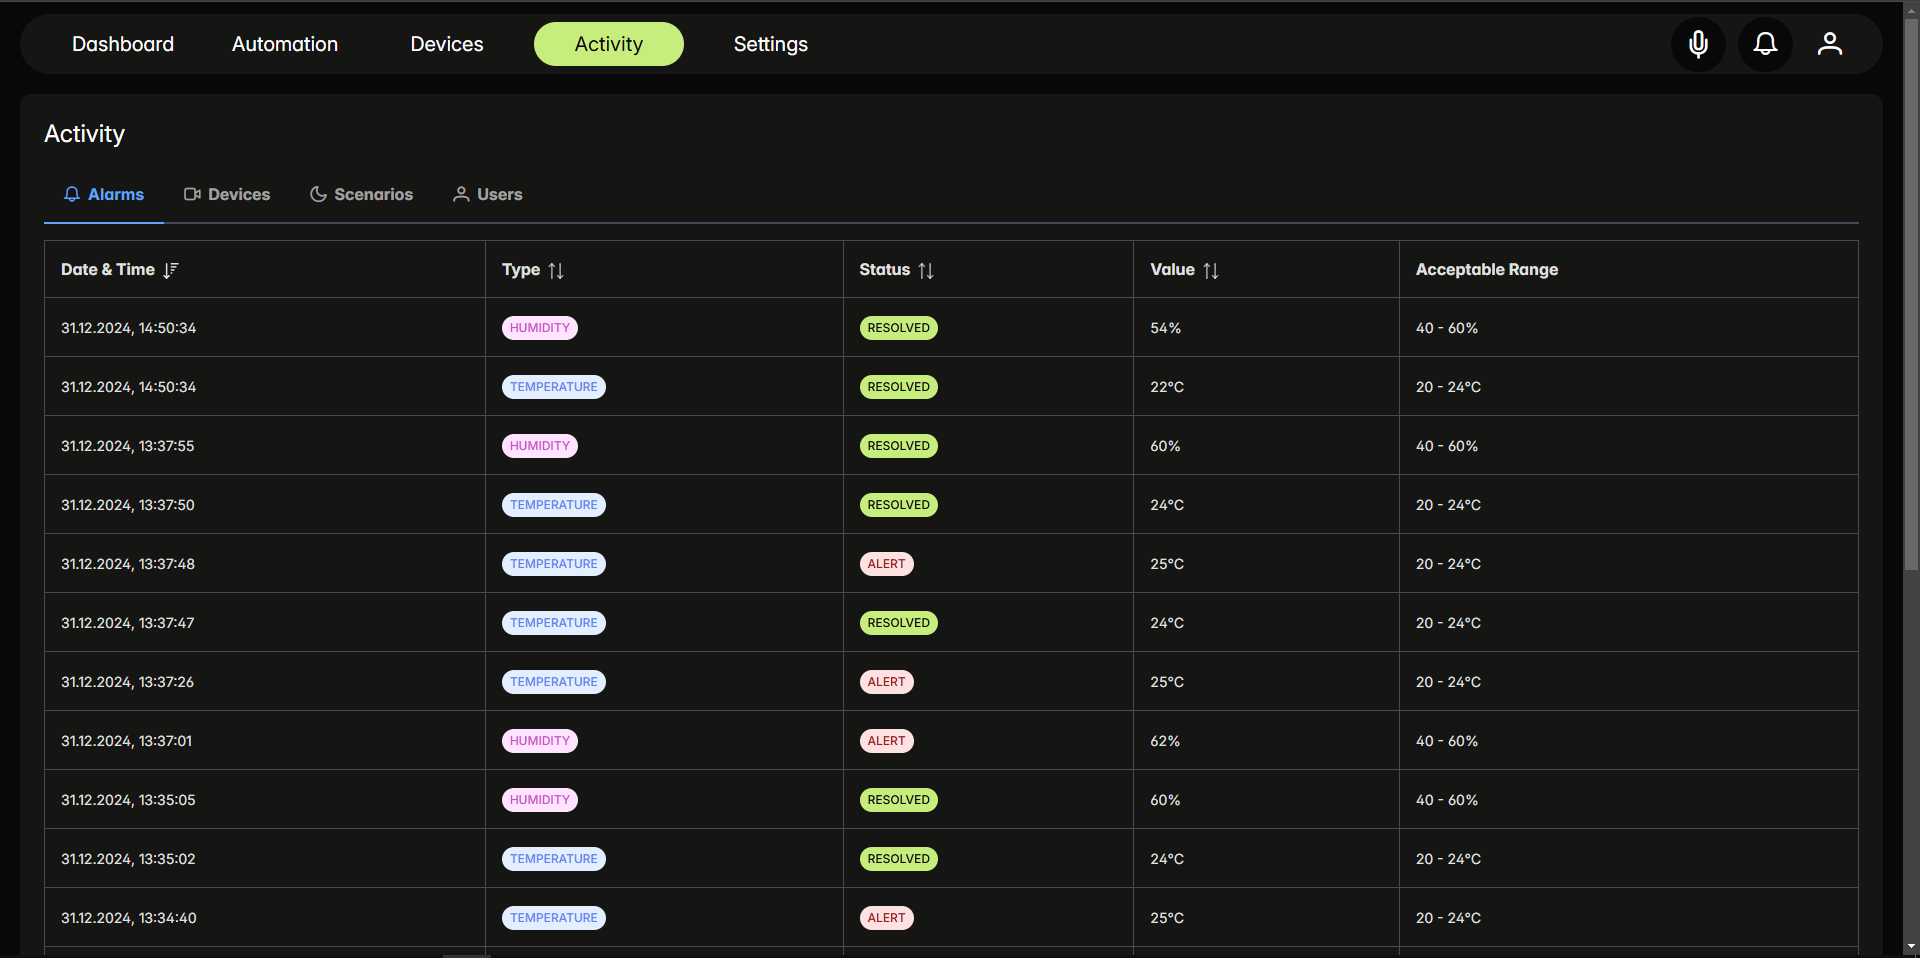 Dashboard Automation Devices Activity Settings
Activity
Alarms Devices Scenarios Users
Date & Time Type Status Value Acceptable Range
31.12.2024, 14:50:34 HUMIDITY RESOLVED 54% 40 - 60%
31.12.2024, 14:50:34 TEMPERATURE RESOLVED 22°C 20 - 24°C
31.12.2024, 13:37:55 HUMIDITY RESOLVED 60% 40 - 60%
31.12.2024, 13:37:50 TEMPERATURE RESOLVED 24°C 20 - 24°C
31.12.2024, 13:37:48 TEMPERATURE ALERT 25°C 20 - 24°C
31.12.2024, 13:37:47 TEMPERATURE RESOLVED 24°C 20 - 24°C
31.12.2024, 13:37:26 TEMPERATURE ALERT 25°C 20 - 24°C
31.12.2024, 13:37:01 HUMIDITY ALERT 62% 40 - 60%
31.12.2024, 13:35:05 HUMIDITY RESOLVED 60% 40 - 60%
31.12.2024, 13:35:02 TEMPERATURE RESOLVED 24°C 20 - 24°C
31.12.2024, 13:34:40 TEMPERATURE ALERT 25°C 20 - 24°C